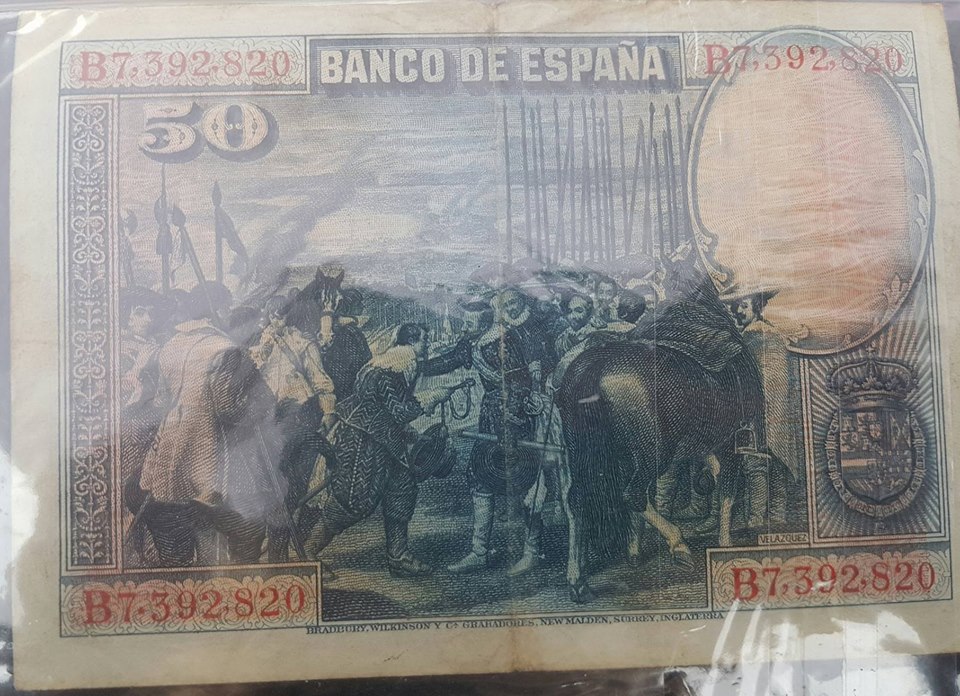 B7,392,820 BANCO DE ESPAÑA B7,392,820
50
VELAZQUEZ
B7,392,820 B7,392,820
BRADBURY, WILKINSON Y Cª GRABADORES, NEW MALDEN, SURREY, INGLATERRA